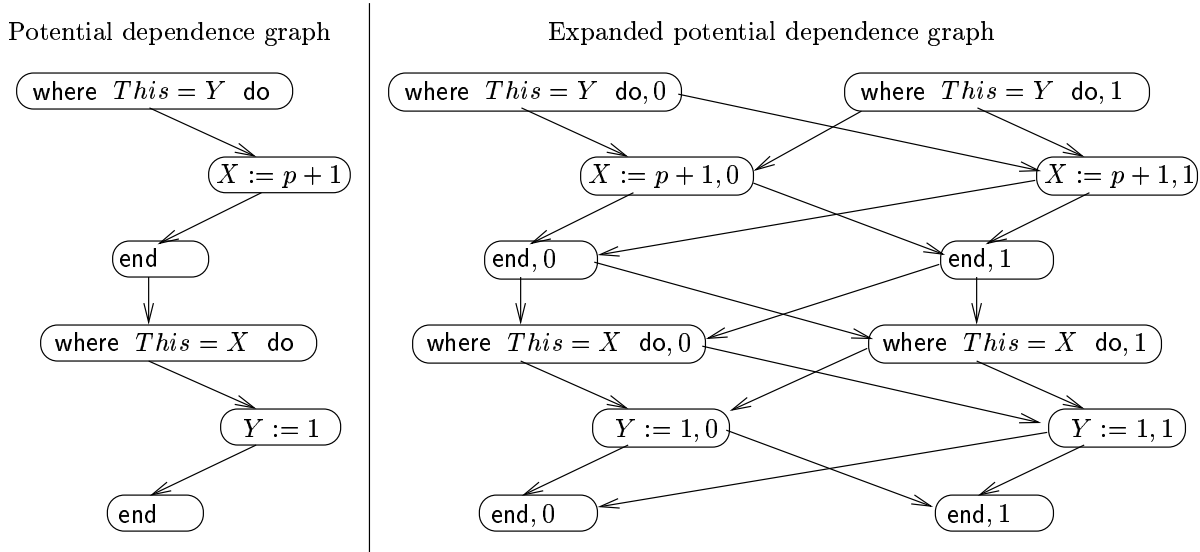 Potential dependence graph
where This = Y do
X := p + 1
end
where This = X do
Y := 1
end
Expanded potential dependence graph
where This = Y do, 0
where This = Y do, 1
X := p + 1, 0
X := p + 1, 1
end, 0
end, 1
where This = X do, 0
where This = X do, 1
Y := 1, 0
Y := 1, 1
end, 0
end, 1